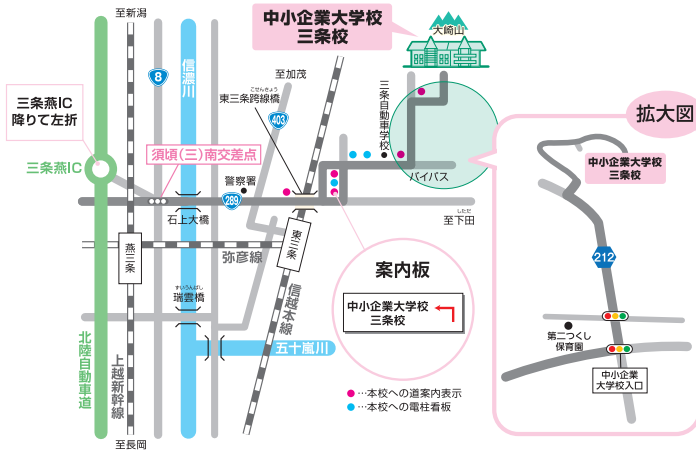 至新潟
8
信濃川
中小企業大学校
三条校
大崎山
至加茂
こせんきょう
東三条跨線橋
403
三条自動車学校
拡大図
三条燕IC
降りて左折
三条燕IC
須頃(三)南交差点
警察署
289
石上大橋
バイパス
しただ
至下田
燕三条
弥彦線
東三条
ずいうんばし
瑞雲橋
信越本線
五十嵐川
北陸自動車道
上越新幹線
至長岡
案内板
中小企業大学校
三条校
●…本校への道案内表示
●…本校への電柱看板
中小企業大学校
三条校
212
第二つくし
保育園
中小企業
大学校入口